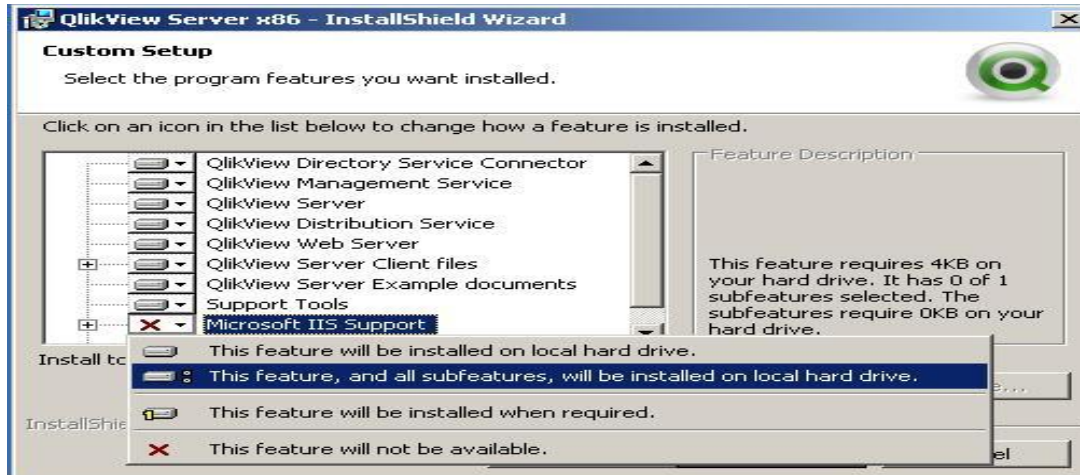 QlikView Server x86 - InstallShield Wizard
Custom Setup
Select the program features you want installed.
Click on an icon in the list below to change how a feature is installed.
QlikView Directory Service Connector
QlikView Management Service
QlikView Server
QlikView Distribution Service
QlikView Web Server
QlikView Server Client files
QlikView Server Example documents
Support Tools
Microsoft IIS Support
Feature Description
This feature requires 4KB on
your hard drive. It has 0 of 1
subfeatures selected. The
subfeatures require 0KB on your
hard drive.
Install to
This feature will be installed on local hard drive.
This feature, and all subfeatures, will be installed on local hard drive.
This feature will be installed when required.
This feature will not be available.
InstallShie
el